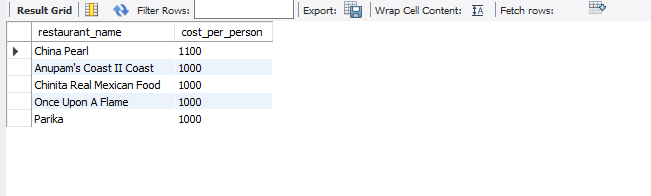 Result Grid Filter Rows: Export: Wrap Cell Content: Fetch rows:
restaurant_name cost_per_person
China Pearl 1100
Anupam's Coast II Coast 1000
Chinita Real Mexican Food 1000
Once Upon A Flame 1000
Parika 1000